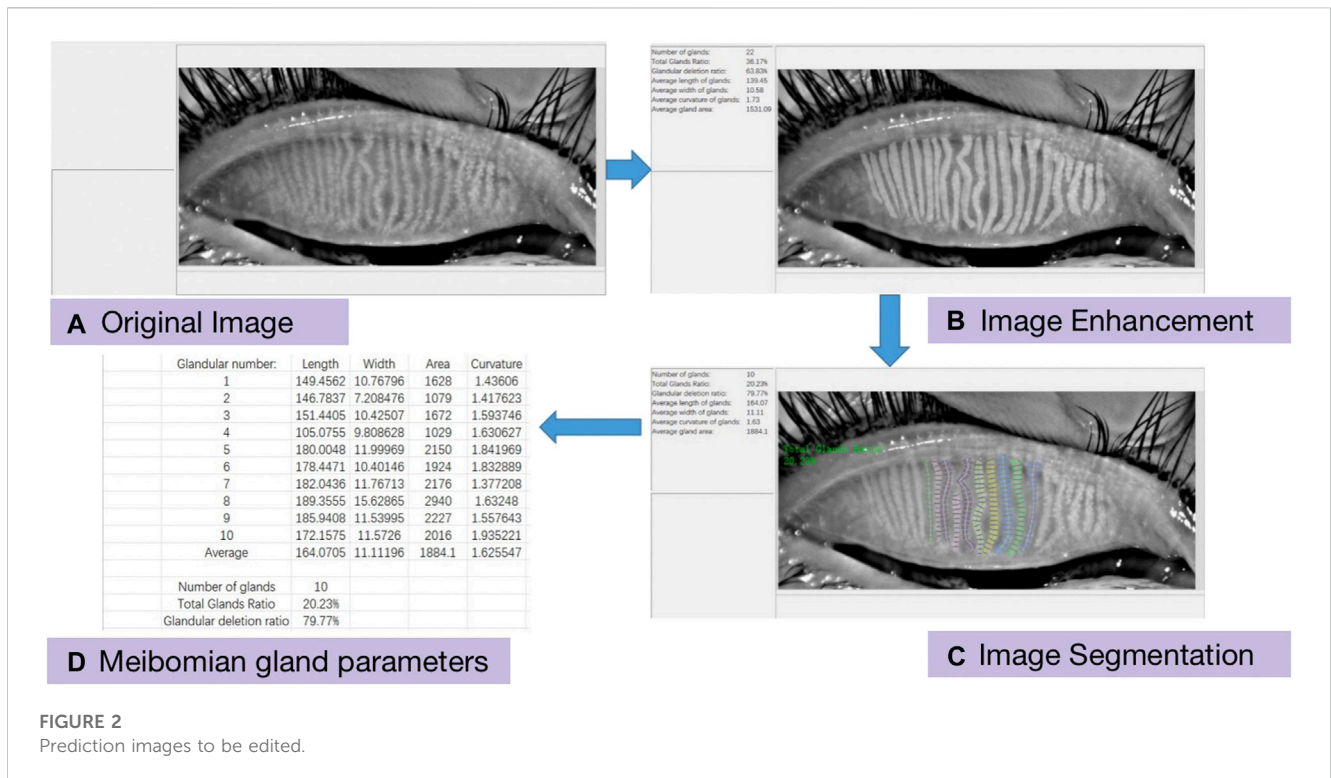 Number of glands: 22
Total Glands Ratio: 36.17%
Glandular deletion ratio: 63.83%
Average length of glands: 139.45
Average width of glands: 10.58
Average curvature of glands: 1.73
Average gland area: 1531.09
A Original Image
B Image Enhancement
Glandular number: Length Width Area Curvature
1 149.4562 10.76796 1628 1.43606
2 146.7837 7.208476 1079 1.417623
3 151.4405 10.42507 1672 1.593746
4 105.0755 9.808628 1029 1.630627
5 180.0048 11.99969 2150 1.841969
6 178.4471 10.40146 1924 1.832889
7 182.0436 11.76713 2176 1.377208
8 189.3555 15.62865 2940 1.63248
9 185.9408 11.53995 2227 1.557643
10 172.1575 11.5726 2016 1.935221
Average 164.0705 11.11196 1884.1 1.625547
Number of glands 10
Total Glands Ratio 20.23%
Glandular deletion ratio 79.77%
Number of glands: 10
Total Glands Ratio: 20.23%
Glandular deletion ratio: 79.77%
Average length of glands: 164.07
Average width of glands: 11.11
Average curvature of glands: 1.63
Average gland area: 1884.1
Total Glands Ratio
D Meibomian gland parameters
C Image Segmentation
FIGURE 2
Prediction images to be edited.